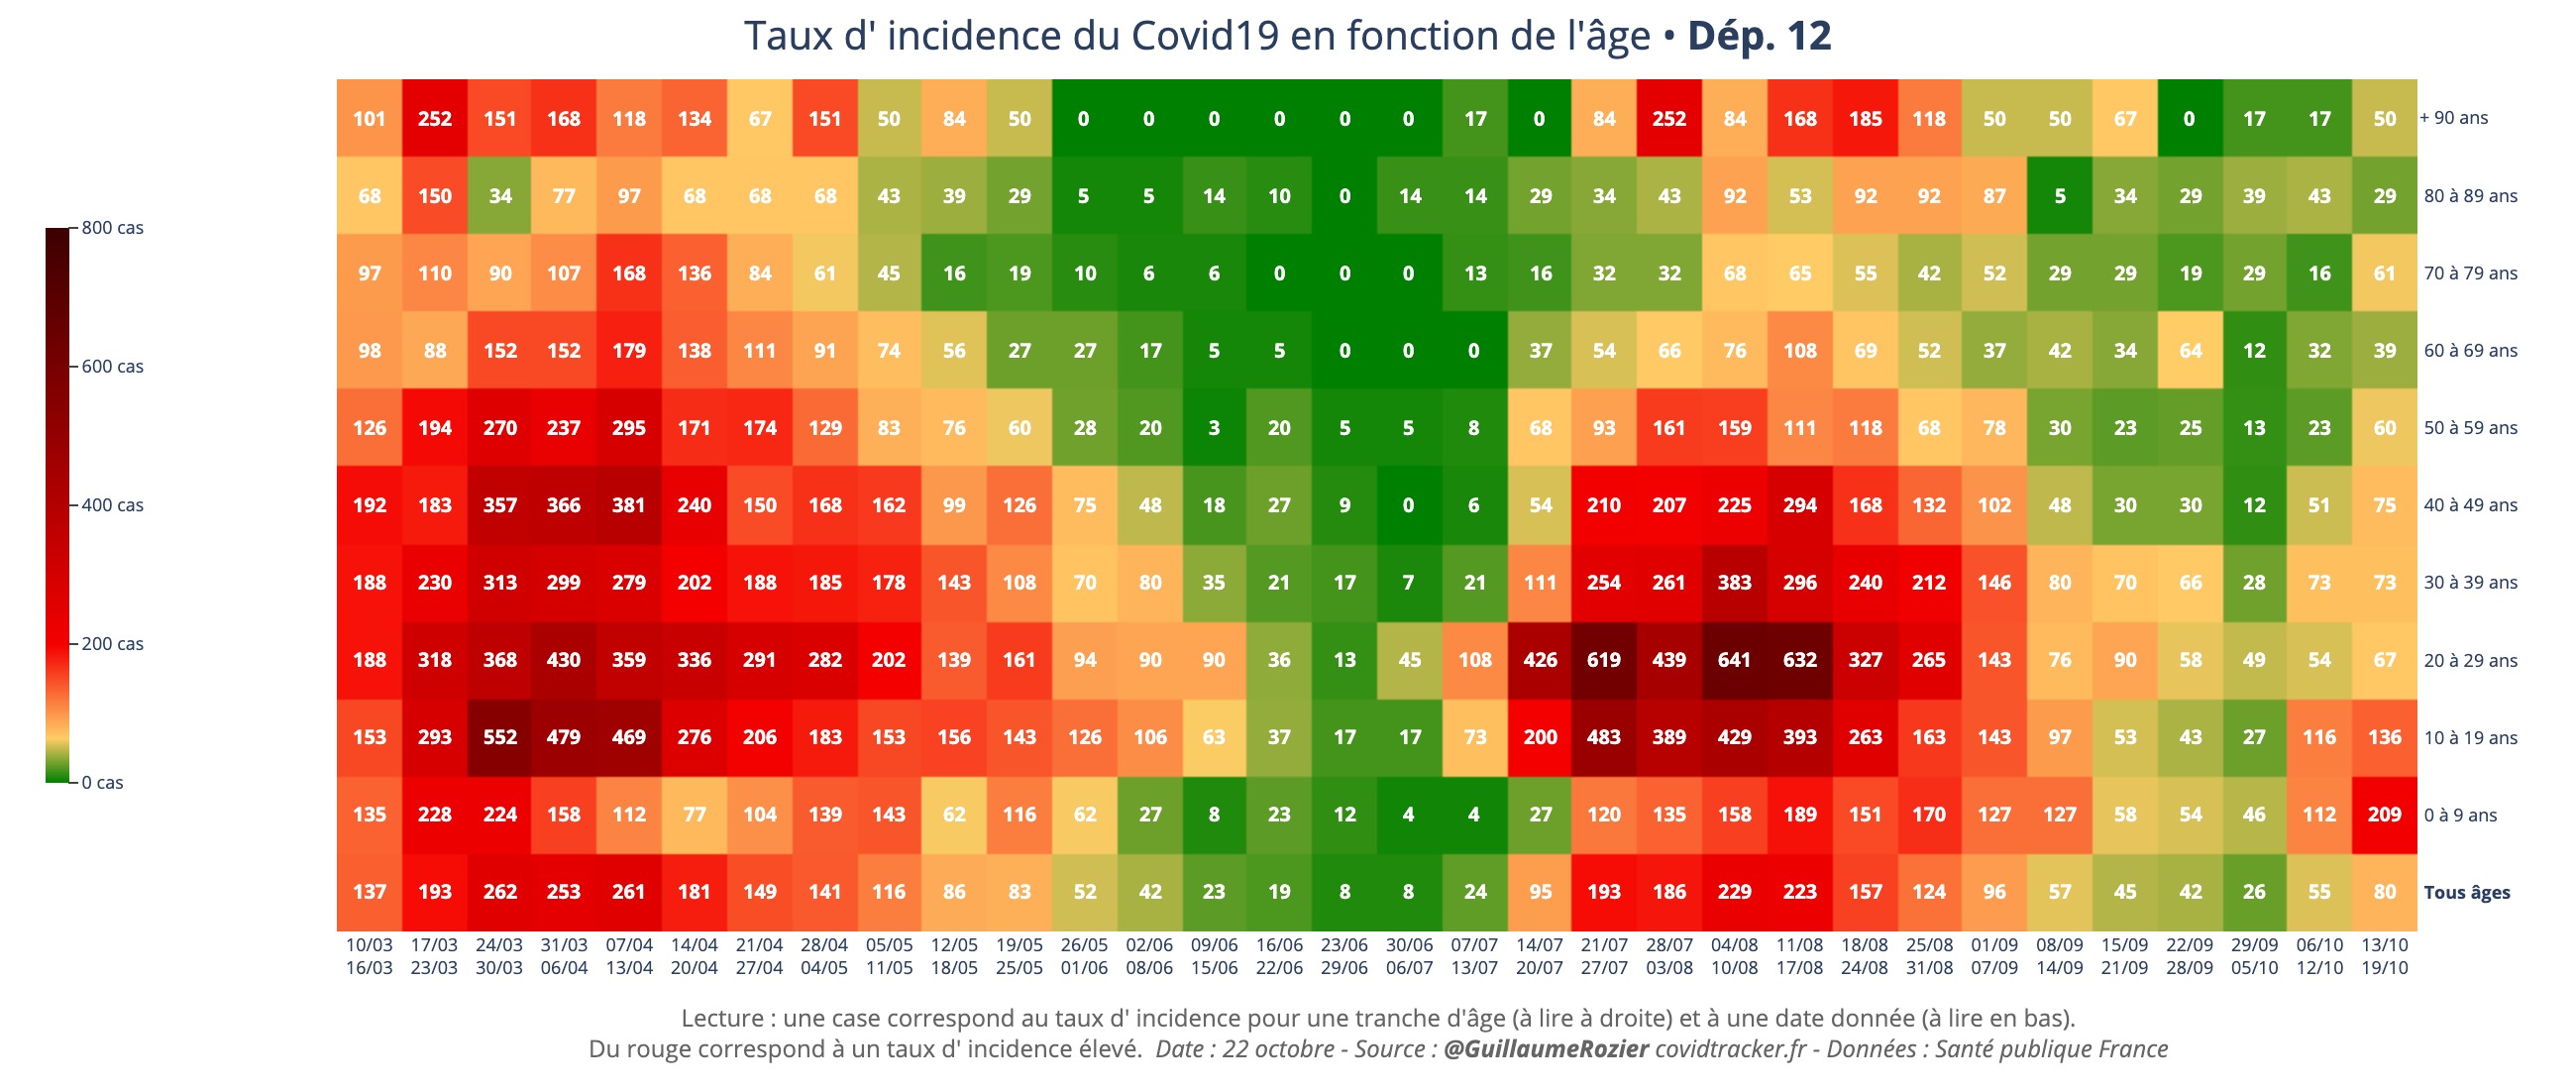 Taux d' incidence du Covid19 en fonction de l'âge • Dép. 12
800 cas
600 cas
400 cas
200 cas
0 cas
101 252 151 168 118 134 67 151 50 84 50 0 0 0 0 0 0 17 0 84 252 84 168 185 118 50 50 67 0 17 17 50 + 90 ans
68 150 34 77 97 68 68 68 43 39 29 5 5 14 10 0 14 14 29 34 43 92 53 92 92 87 5 34 29 39 43 29 80 à 89 ans
97 110 90 107 168 136 84 61 45 16 19 10 6 6 0 0 0 13 16 32 32 68 65 55 42 52 29 29 19 29 16 61 70 à 79 ans
98 88 152 152 179 138 111 91 74 56 27 27 17 5 5 0 0 0 37 54 66 76 108 69 52 37 42 34 64 12 32 39 60 à 69 ans
126 194 270 237 295 171 174 129 83 76 60 28 20 3 20 5 5 8 68 93 161 159 111 118 68 78 30 23 25 13 23 60 50 à 59 ans
192 183 357 366 381 240 150 168 162 99 126 75 48 18 27 9 0 6 54 210 207 225 294 168 132 102 48 30 30 12 51 75 40 à 49 ans
188 230 313 299 279 202 188 185 178 143 108 70 80 35 21 17 7 21 111 254 261 383 296 240 212 146 80 70 66 28 73 73 30 à 39 ans
188 318 368 430 359 336 291 282 202 139 161 94 90 90 36 13 45 108 426 619 439 641 632 327 265 143 76 90 58 49 54 67 20 à 29 ans
153 293 552 479 469 276 206 183 153 156 143 126 106 63 37 17 17 73 200 483 389 429 393 263 163 143 97 53 43 27 116 136 10 à 19 ans
135 228 224 158 112 77 104 139 143 62 116 62 27 8 23 12 4 4 27 120 135 158 189 151 170 127 127 58 54 46 112 209 0 à 9 ans
137 193 262 253 261 181 149 141 116 86 83 52 42 23 19 8 8 24 95 193 186 229 223 157 124 96 57 45 42 26 55 80 Tous âges
10/03 17/03 24/03 31/03 07/04 14/04 21/04 28/04 05/05 12/05 19/05 26/05 02/06 09/06 16/06 23/06 30/06 07/07 14/07 21/07 28/07 04/08 11/08 18/08 25/08 01/09 08/09 15/09 22/09 29/09 06/10 13/10
16/03 23/03 30/03 06/04 13/04 20/04 27/04 04/05 11/05 18/05 25/05 01/06 08/06 15/06 22/06 29/06 06/07 13/07 20/07 27/07 03/08 10/08 17/08 24/08 31/08 07/09 14/09 21/09 28/09 05/10 12/10 19/10
Lecture : une case correspond au taux d' incidence pour une tranche d'âge (à lire à droite) et à une date donnée (à lire en bas).
Du rouge correspond à un taux d' incidence élevé. Date : 22 octobre - Source : @GuillaumeRozier covidtracker.fr - Données : Santé publique France